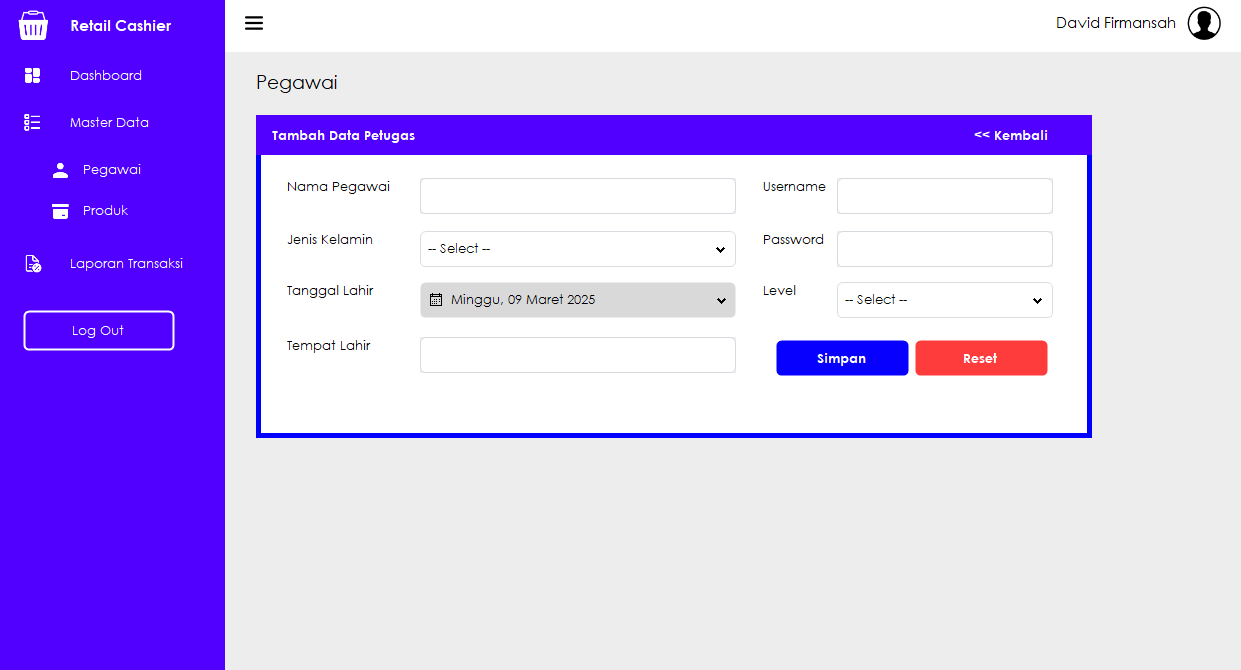 Retail Cashier
Dashboard
Master Data
Pegawai
Produk
Laporan Transaksi
Log Out
David Firmansah
Pegawai
Tambah Data Petugas
<< Kembali
Nama Pegawai
Username
Jenis Kelamin
-- Select --
Password
Tanggal Lahir
Minggu, 09 Maret 2025
Level
-- Select --
Tempat Lahir
Simpan
Reset